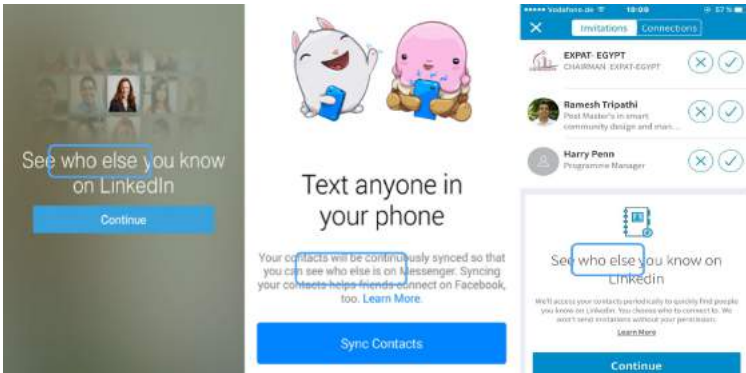 See who else you know
on LinkedIn
Continue
Text anyone in
your phone
Your contacts will be continuously synced so that
you can see who else is on Messenger. Syncing
your contacts helps friends connect on Facebook,
too. Learn More.
Sync Contacts
Vodafone.de 18:09 57%
Invitations Connections
EXPAT- EGYPT
CHAIRMAN EXPAT-EGYPT
Ramesh Tripathi
Post Master's in smart
community design and man...
Harry Penn
Programme Manager
See who else you know on
LinkedIn
We'll access your contacts periodically to quickly find people
you know on LinkedIn. You choose who to connect to. We
won't send invitations without your permission.
Learn More
Continue